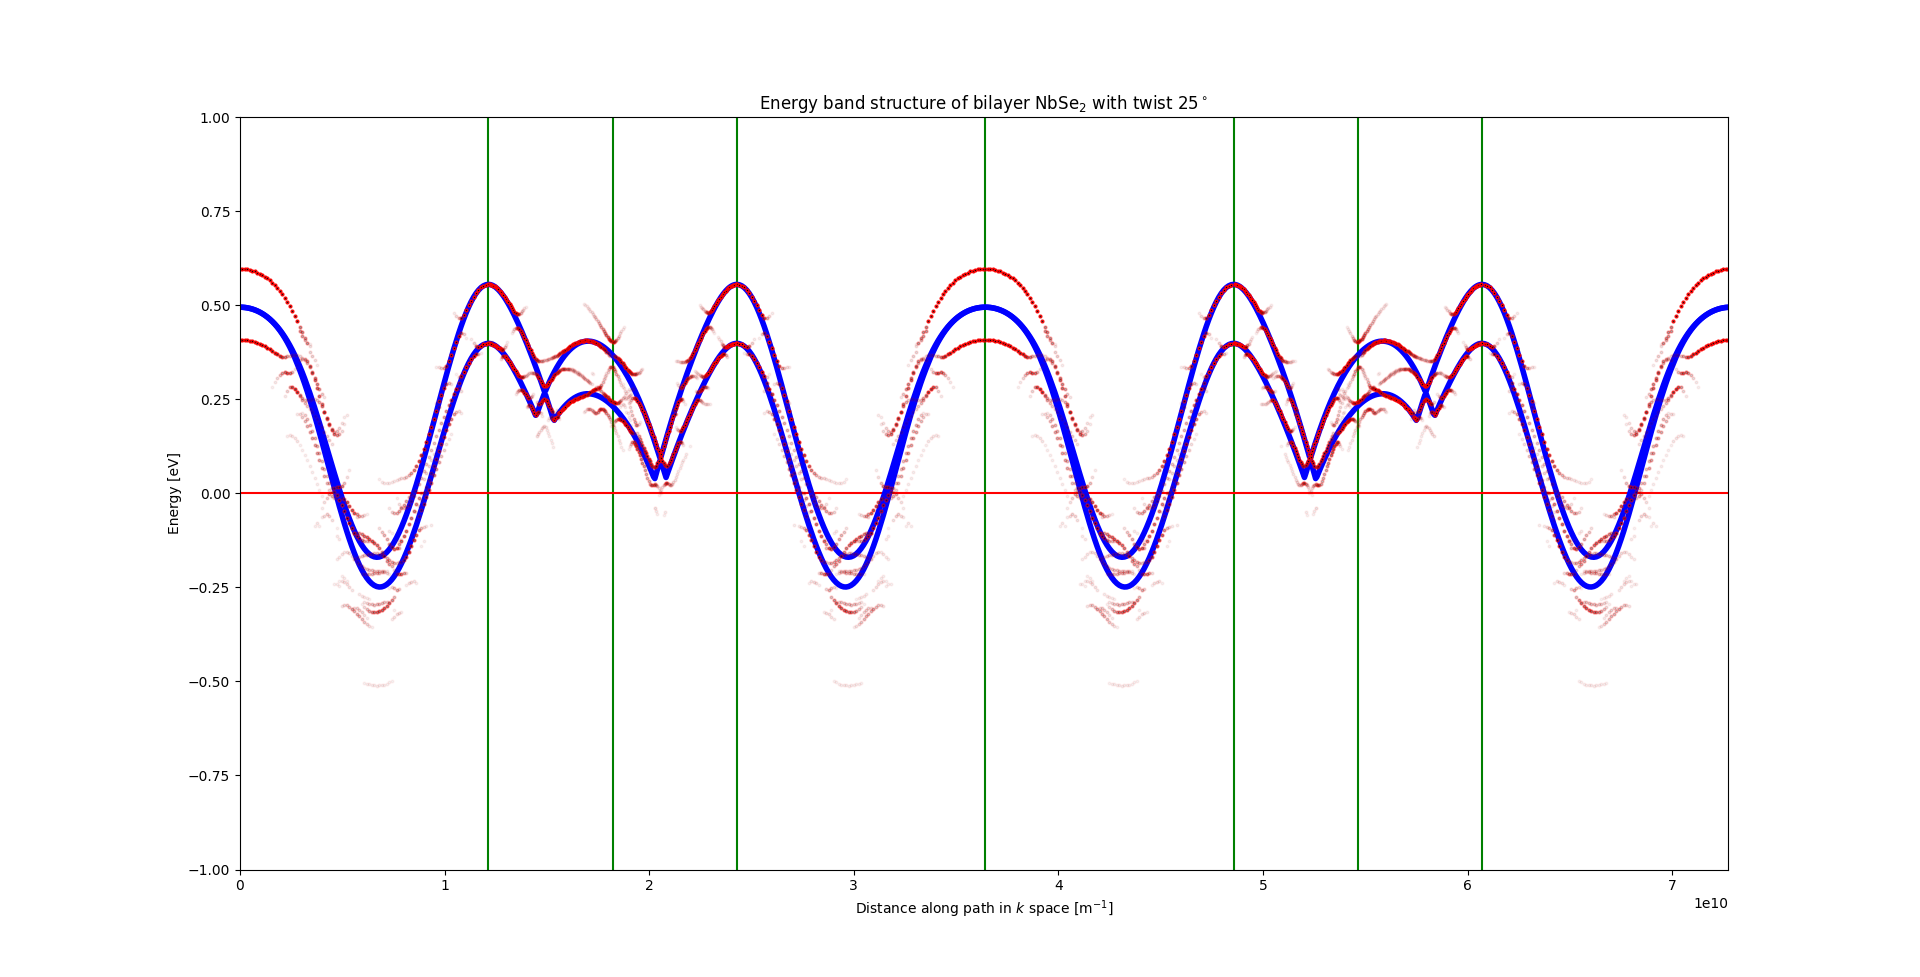 Energy band structure of bilayer NbSe₂ with twist 25°
1.00
0.75
0.50
0.25
0.00
−0.25
−0.50
−0.75
−1.00
Energy [eV]
0 1 2 3 4 5 6 7
1e10
Distance along path in k space [m⁻¹]